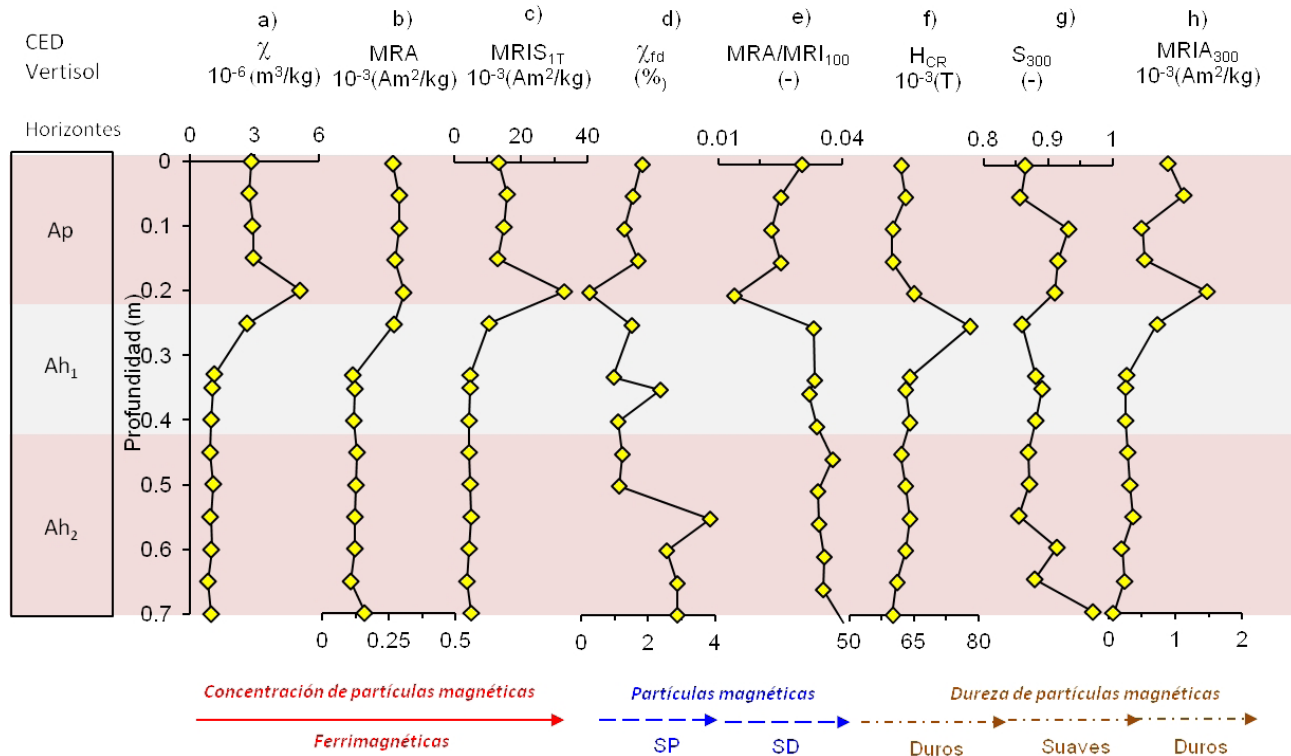 a) b) c) d) e) f) g) h)
CED
Vertisol
χ
10⁻⁶ (m³/kg)
MRA
10⁻³(Am²/kg)
MRIS₁T
10⁻³(Am²/kg)
χfd
(%)
MRA/MRI₁₀₀
(-)
HCR
10⁻³(T)
S₃₀₀
(-)
MRIA₃₀₀
10⁻³(Am²/kg)
Horizontes
0 3 6 0 20 40 0.01 0.04 0.8 0.9 1
0
0.1
0.2
0.3
0.4
0.5
0.6
0.7
Profundidad (m)
Ap
Ah₁
Ah₂
0 0.25 0.5 0 2 4 50 65 80 0 1 2
Concentración de partículas magnéticas Partículas magnéticas Dureza de partículas magnéticas
Ferrimagnéticas SP SD Duros Suaves Duros